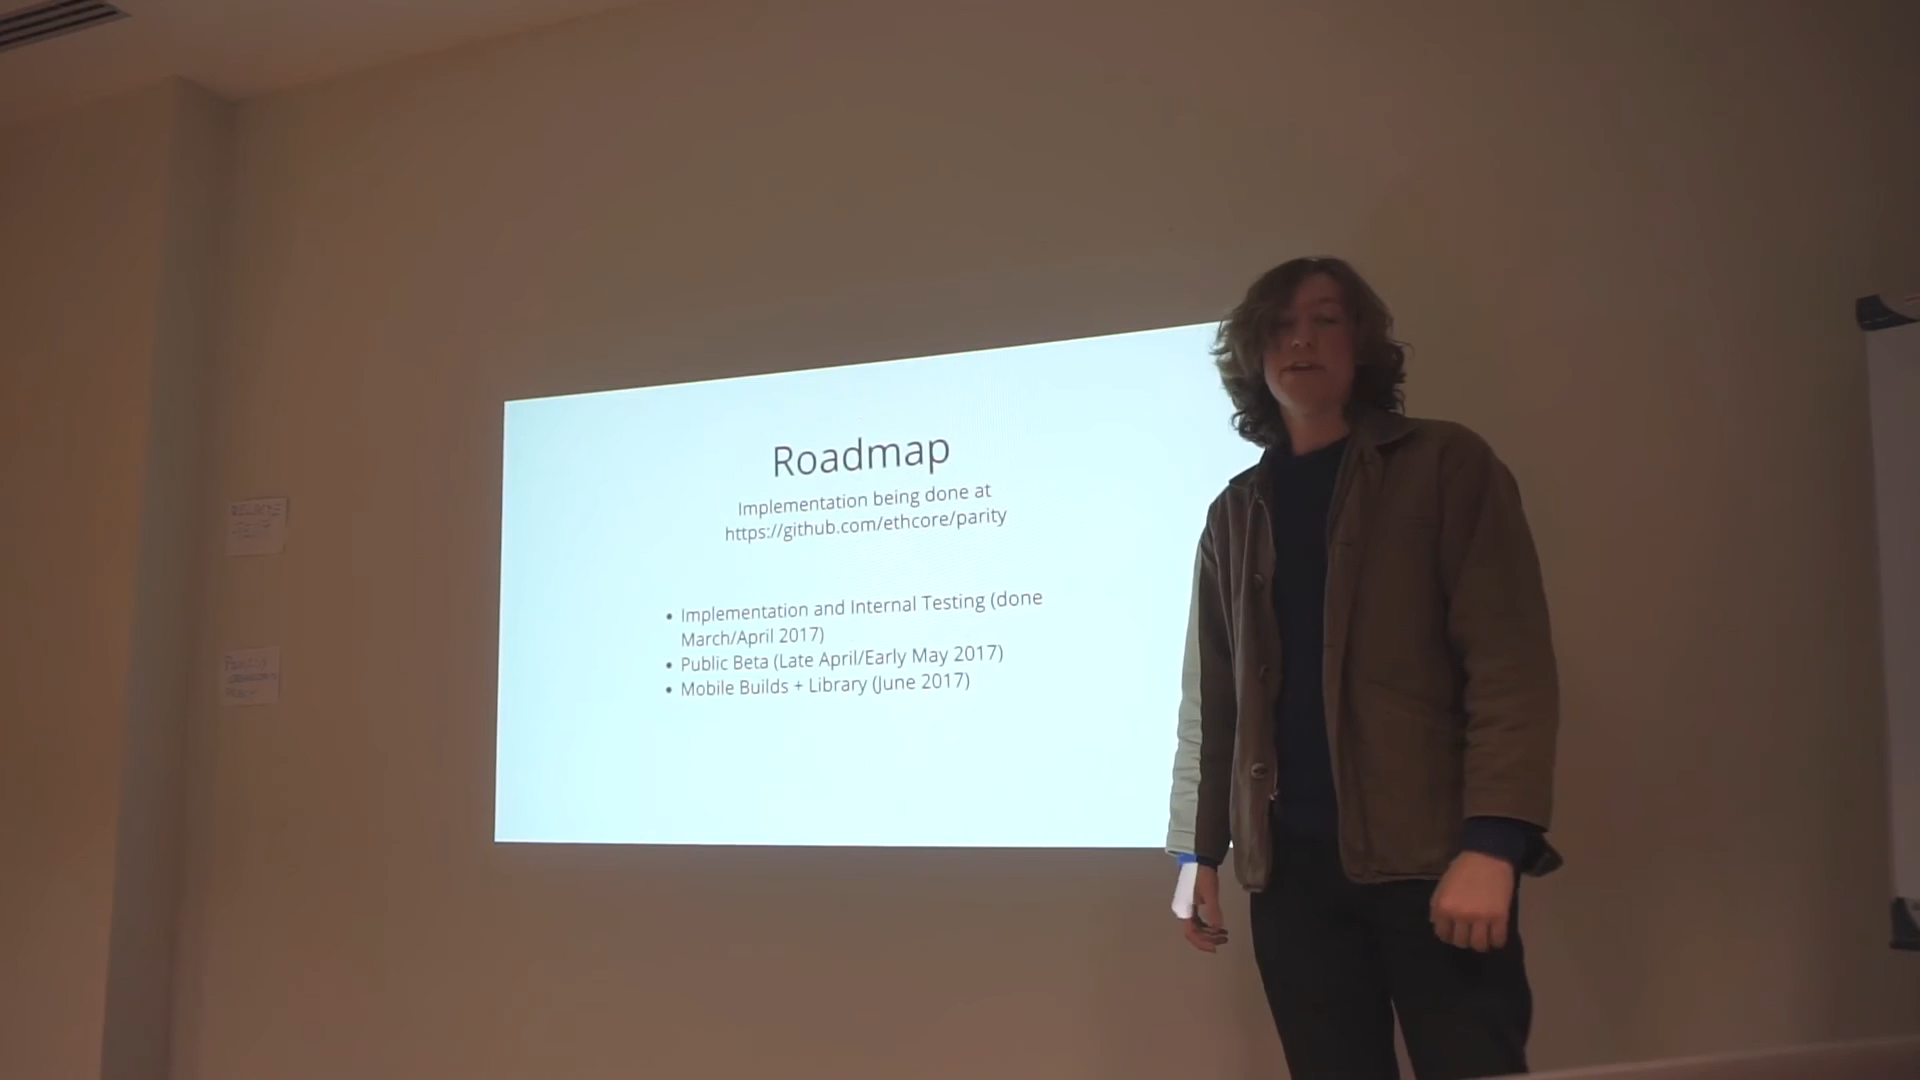 Roadmap
Implementation being done at
https://github.com/ethcore/parity
• Implementation and Internal Testing (done
March/April 2017)
• Public Beta (Late April/Early May 2017)
• Mobile Builds + Library (June 2017)